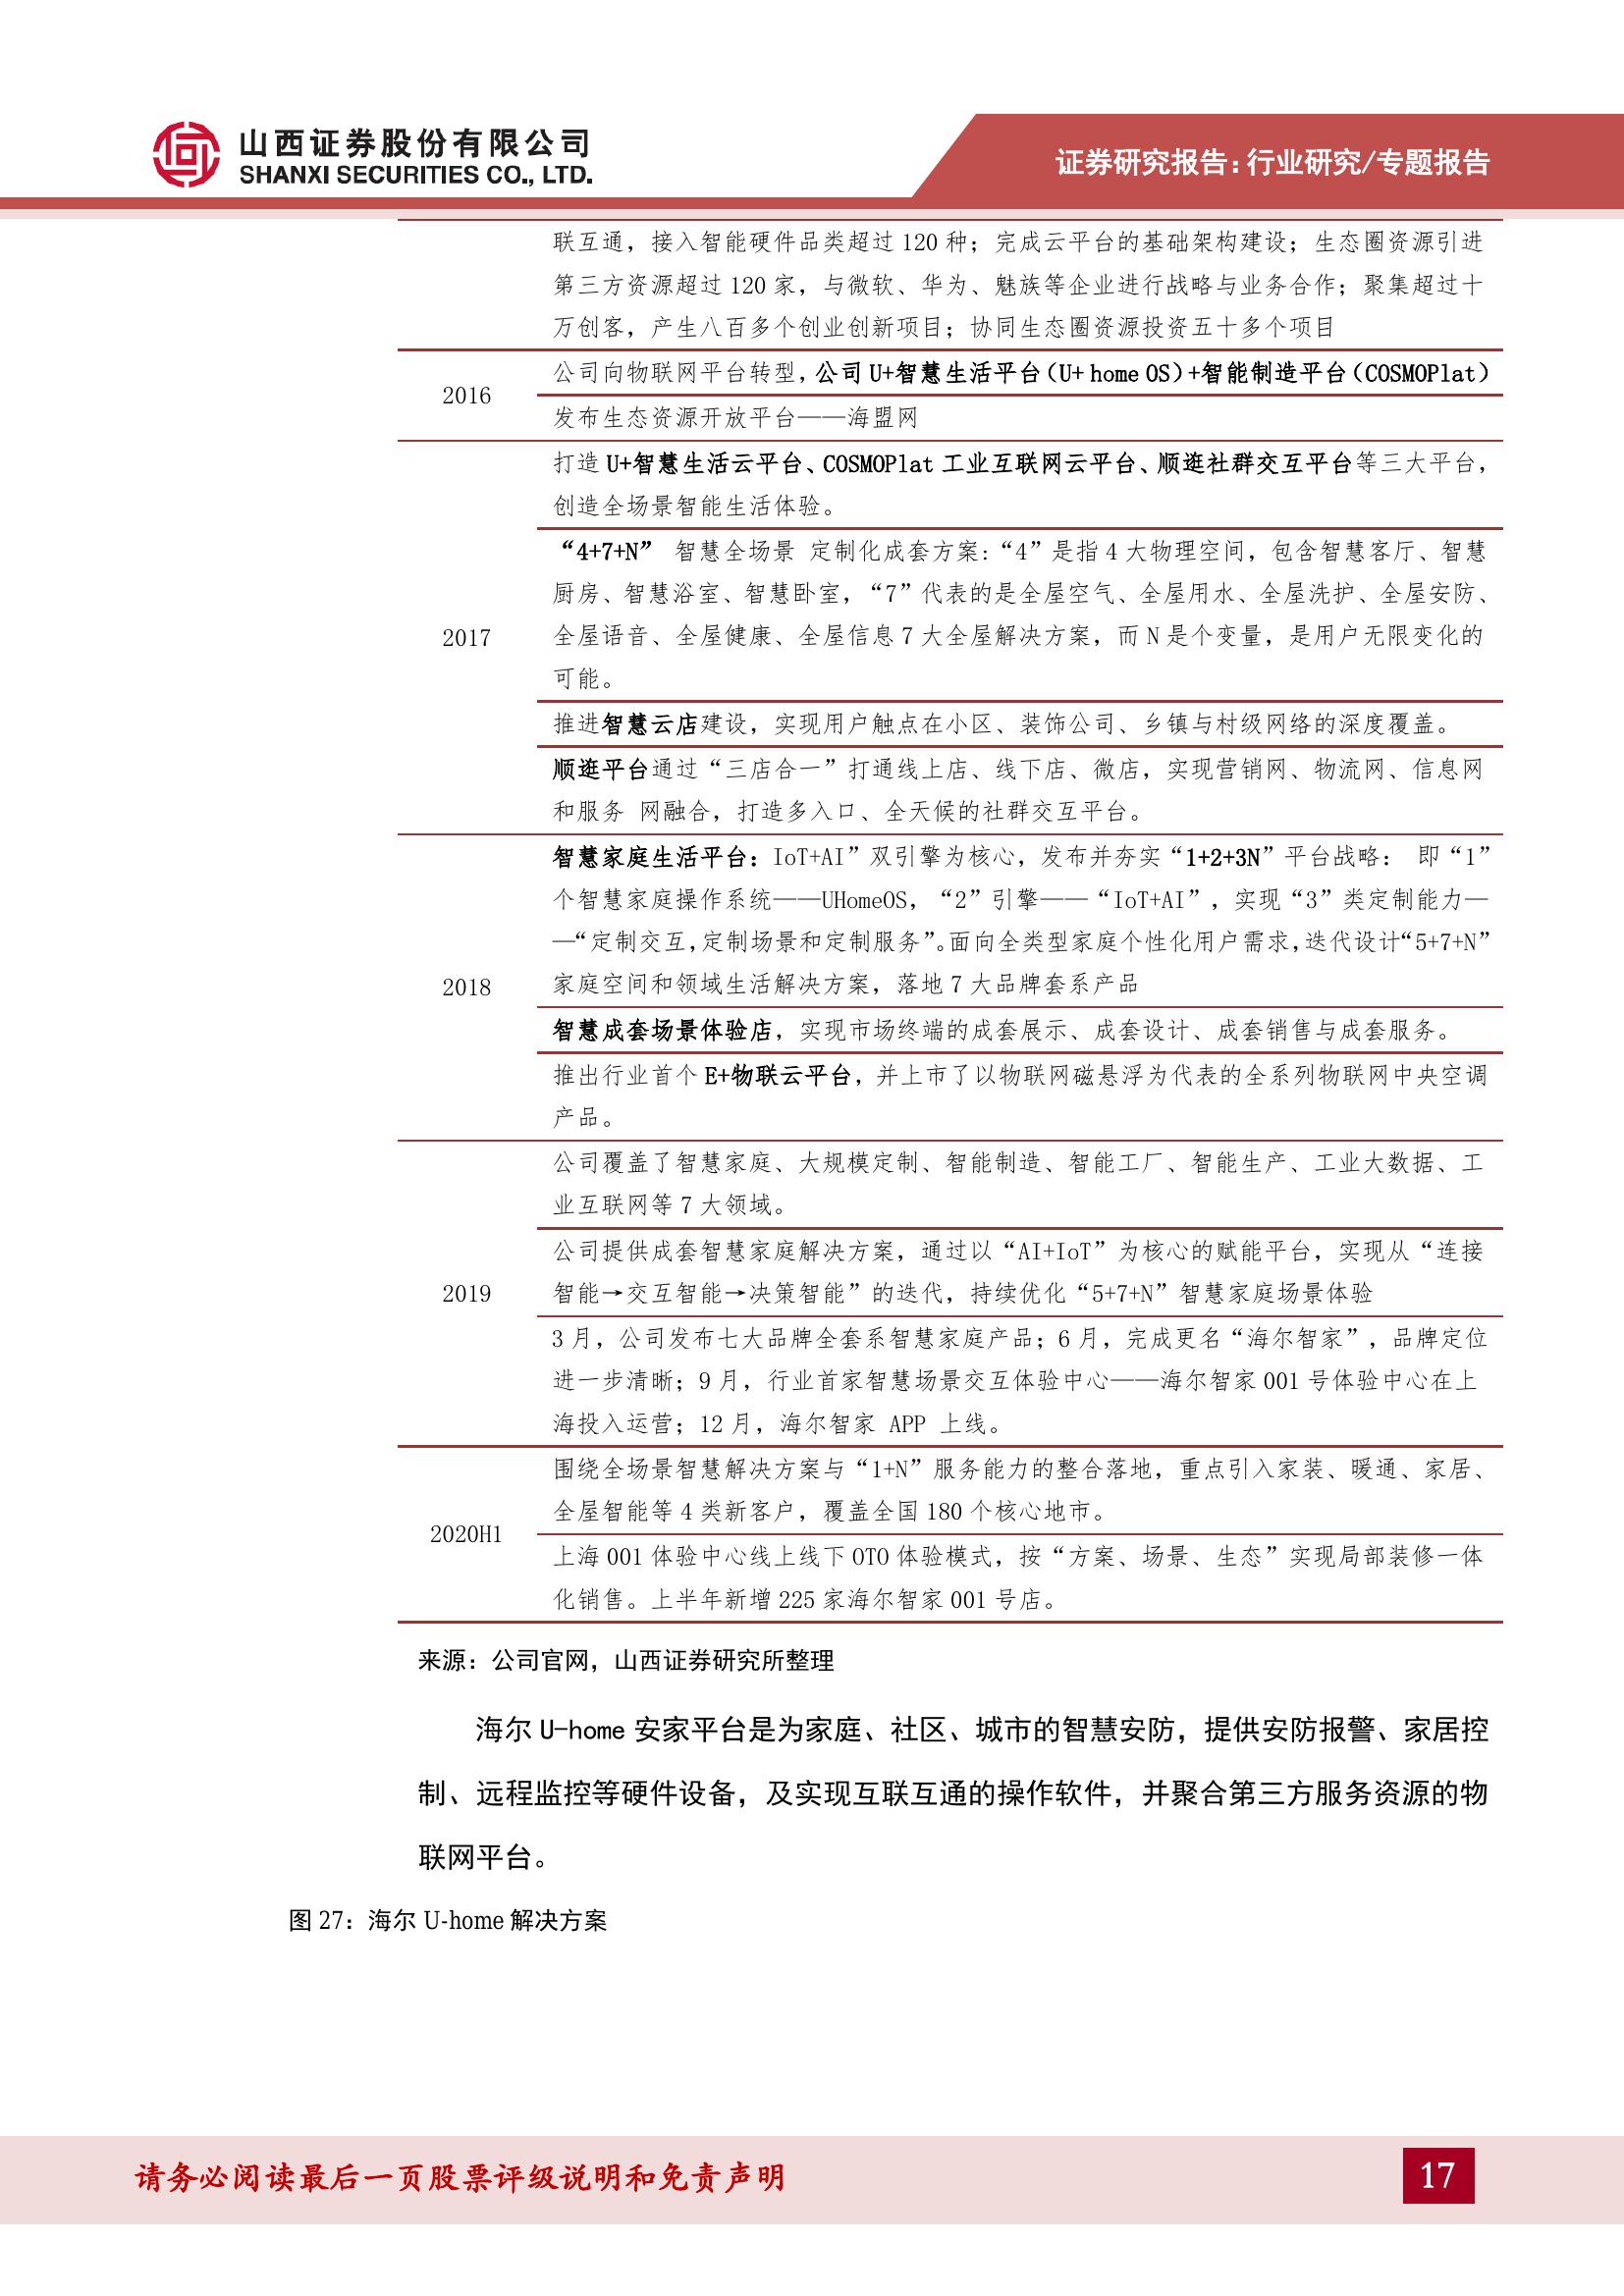 山西证券股份有限公司
SHANXI SECURITIES CO., LTD.
证券研究报告：行业研究/专题报告
联互通，接入智能硬件品类超过 120 种；完成云平台的基础架构建设；生态圈资源引进
第三方资源超过 120 家，与微软、华为、魅族等企业进行战略与业务合作；聚集超过十
万创客，产生八百多个创业创新项目；协同生态圈资源投资五十多个项目
2016
公司向物联网平台转型，公司 U+智慧生活平台（U+ home OS）+智能制造平台（COSMOPlat）
发布生态资源开放平台——海盟网
2017
打造 U+智慧生活云平台、COSMOPlat 工业互联网云平台、顺逛社群交互平台等三大平台，
创造全场景智能生活体验。
“4+7+N” 智慧全场景 定制化成套方案：“4”是指 4 大物理空间，包含智慧客厅、智慧
厨房、智慧浴室、智慧卧室，“7”代表的是全屋空气、全屋用水、全屋洗护、全屋安防、
全屋语音、全屋健康、全屋信息 7 大全屋解决方案，而 N 是个变量，是用户无限变化的
可能。
推进智慧云店建设，实现用户触点在小区、装饰公司、乡镇与村级网络的深度覆盖。
顺逛平台通过“三店合一”打通线上店、线下店、微店，实现营销网、物流网、信息网
和服务 网融合，打造多入口、全天候的社群交互平台。
2018
智慧家庭生活平台：IoT+AI”双引擎为核心，发布并夯实“1+2+3N”平台战略： 即“1”
个智慧家庭操作系统——UHomeOS，“2”引擎——“IoT+AI”，实现“3”类定制能力—
—“定制交互,定制场景和定制服务”。面向全类型家庭个性化用户需求,迭代设计“5+7+N”
家庭空间和领域生活解决方案，落地 7 大品牌套系产品
智慧成套场景体验店，实现市场终端的成套展示、成套设计、成套销售与成套服务。
推出行业首个 E+物联云平台，并上市了以物联网磁悬浮为代表的全系列物联网中央空调
产品。
2019
公司覆盖了智慧家庭、大规模定制、智能制造、智能工厂、智能生产、工业大数据、工
业互联网等 7 大领域。
公司提供成套智慧家庭解决方案，通过以“AI+IoT”为核心的赋能平台，实现从“连接
智能→交互智能→决策智能”的迭代，持续优化“5+7+N”智慧家庭场景体验
3 月，公司发布七大品牌全套系智慧家庭产品；6 月，完成更名“海尔智家”，品牌定位
进一步清晰；9 月，行业首家智慧场景交互体验中心——海尔智家 001 号体验中心在上
海投入运营；12 月，海尔智家 APP 上线。
2020H1
围绕全场景智慧解决方案与“1+N”服务能力的整合落地，重点引入家装、暖通、家居、
全屋智能等 4 类新客户，覆盖全国 180 个核心地市。
上海 001 体验中心线上线下 OTO 体验模式，按“方案、场景、生态”实现局部装修一体
化销售。上半年新增 225 家海尔智家 001 号店。
来源：公司官网，山西证券研究所整理
海尔 U-home 安家平台是为家庭、社区、城市的智慧安防，提供安防报警、家居控
制、远程监控等硬件设备，及实现互联互通的操作软件，并聚合第三方服务资源的物
联网平台。
图 27：海尔 U-home 解决方案
请务必阅读最后一页股票评级说明和免责声明
17